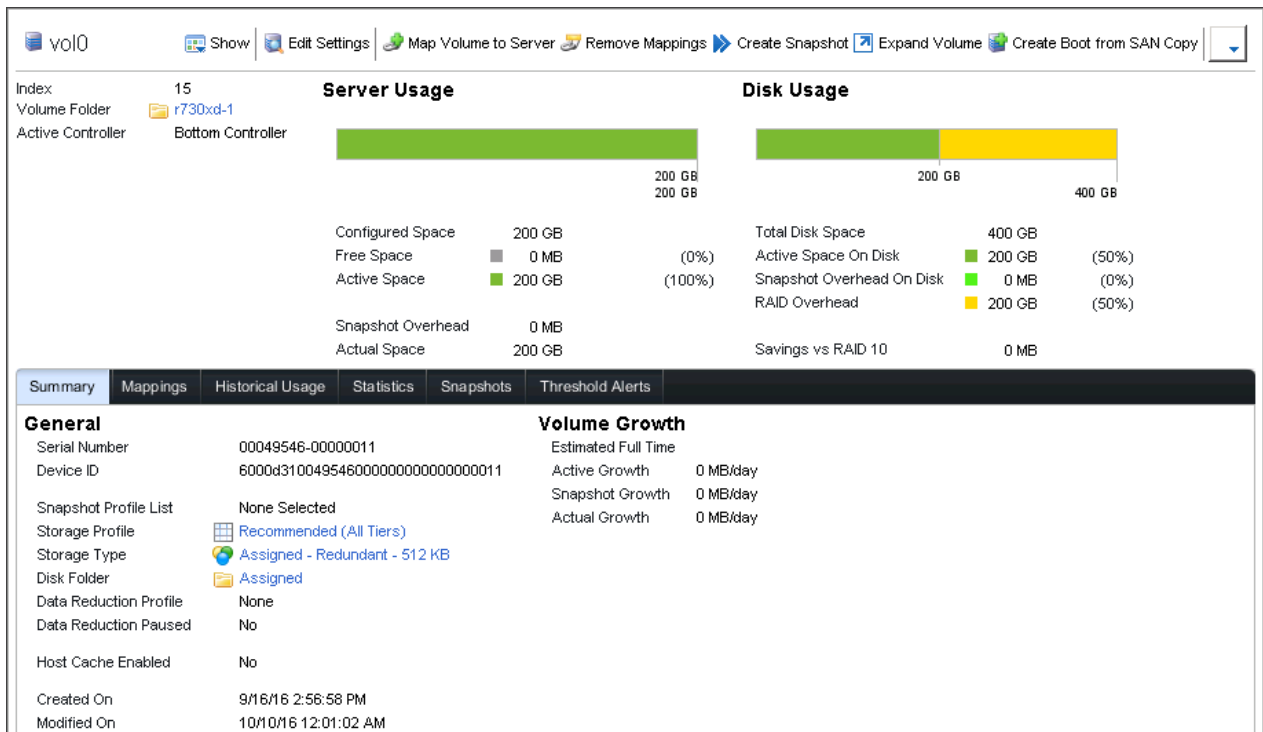 vol0 Show Edit Settings Map Volume to Server Remove Mappings Create Snapshot Expand Volume Create Boot from SAN Copy
Index 15
Volume Folder r730xd-1
Active Controller Bottom Controller
Server Usage
200 GB
200 GB
Configured Space 200 GB
Free Space 0 MB (0%)
Active Space 200 GB (100%)
Snapshot Overhead 0 MB
Actual Space 200 GB
Disk Usage
200 GB
400 GB
Total Disk Space 400 GB
Active Space On Disk 200 GB (50%)
Snapshot Overhead On Disk 0 MB (0%)
RAID Overhead 200 GB (50%)
Savings vs RAID 10 0 MB
Summary Mappings Historical Usage Statistics Snapshots Threshold Alerts
General
Serial Number 00049546-00000011
Device ID 6000d310049546000000000000000011
Snapshot Profile List None Selected
Storage Profile Recommended (All Tiers)
Storage Type Assigned - Redundant - 512 KB
Disk Folder Assigned
Data Reduction Profile None
Data Reduction Paused No
Host Cache Enabled No
Created On 9/16/16 2:56:58 PM
Modified On 10/10/16 12:01:02 AM
Volume Growth
Estimated Full Time
Active Growth 0 MB/day
Snapshot Growth 0 MB/day
Actual Growth 0 MB/day